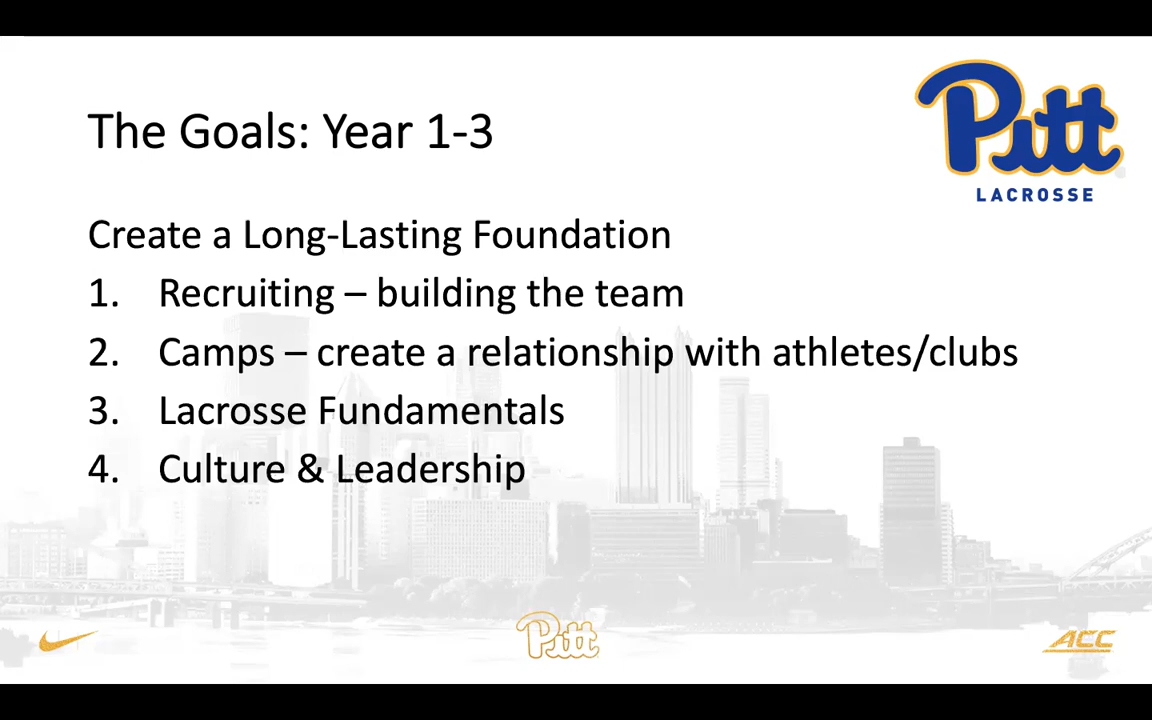 Pitt
LACROSSE
The Goals: Year 1-3
Create a Long-Lasting Foundation
1. Recruiting – building the team
2. Camps – create a relationship with athletes/clubs
3. Lacrosse Fundamentals
4. Culture & Leadership
Pitt
ACC